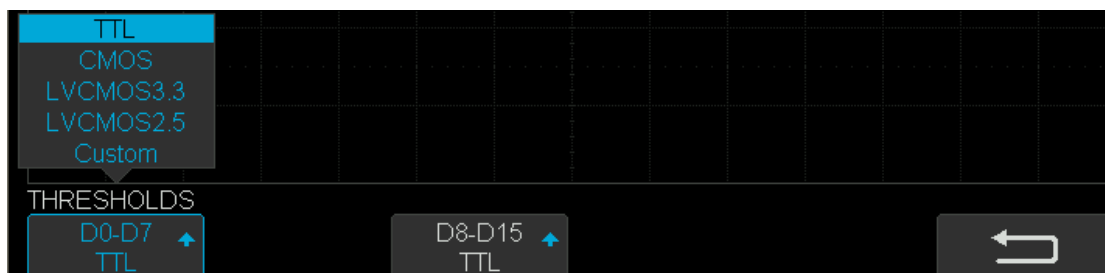 TTL
CMOS
LVCMOS3.3
LVCMOS2.5
Custom
THRESHOLDS
D0-D7
TTL
D8-D15
TTL